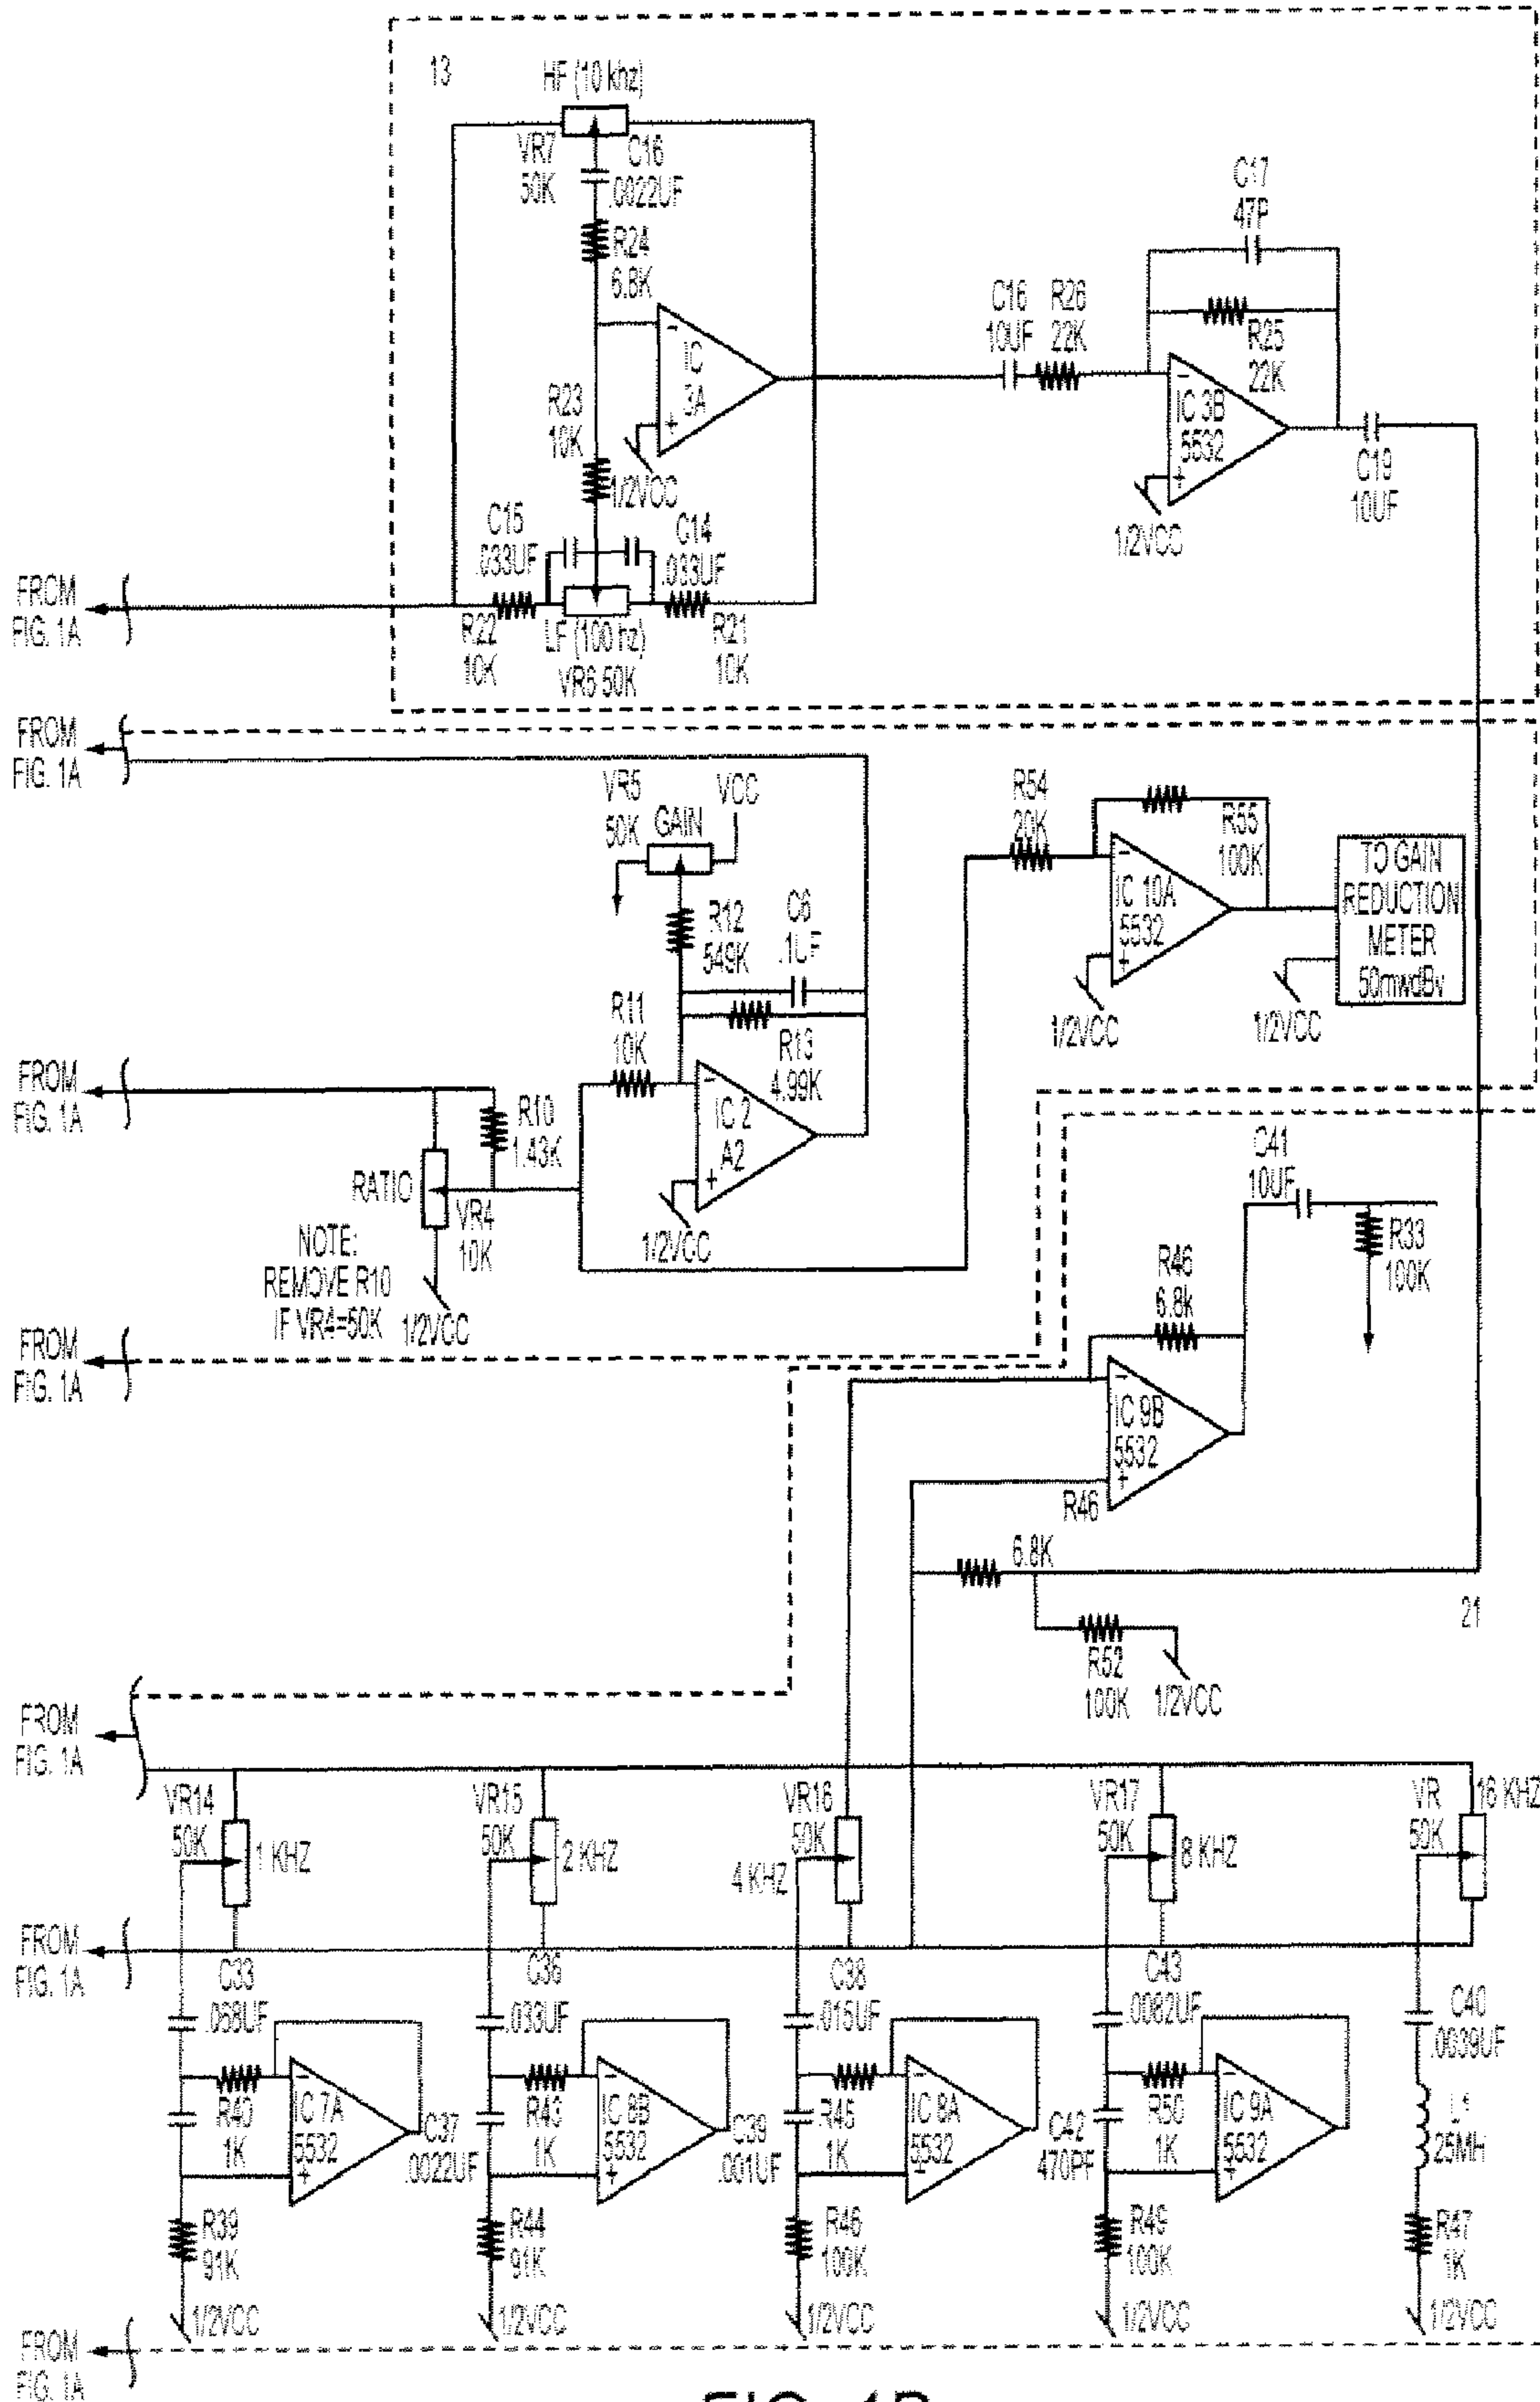 13
HF (10 khz)
VR7
50K
C16
.0022UF
R24
6.8K
C17
47P
C16
10UF
R26
22K
R25
22K
IC
3A
R23
10K
1/2VCC
IC 3B
5532
1/2VCC
C19
10UF
C15
.033UF
C14
.033UF
FROM
FIG. 1A
R22
10K
LF (100 hz)
VR6 50K
R21
10K
FROM
FIG. 1A
VR5
50K
GAIN
VCC
R54
20K
R55
100K
R12
549K
C6
.1UF
IC 10A
5532
TO GAIN
REDUCTION
METER
50mwdBv
1/2VCC
1/2VCC
R11
10K
R13
4.99K
FROM
FIG. 1A
R10
1.43K
IC 2
A2
RATIO
VR4
10K
1/2VCC
NOTE:
REMOVE R10
IF VR4=50K
1/2VCC
C41
10UF
R33
100K
R46
6.8k
FROM
FIG. 1A
IC 9B
5532
R46
6.8K
21
R52
100K
1/2VCC
FROM
FIG. 1A
VR14
50K
1 KHZ
VR15
50K
2 KHZ
VR16
50K
4 KHZ
VR17
50K
8 KHZ
VR
50K
16 KHZ
FROM
FIG. 1A
C33
.068UF
C36
.033UF
C38
.015UF
C43
.0082UF
C40
.0039UF
R40
1K
IC 7A
5532
C37
.0022UF
R43
1K
IC 8B
5532
C39
.001UF
R45
1K
IC 8A
5532
C42
470PF
R50
1K
IC 9A
5532
L1
25MH
R39
91K
R44
91K
R46
100K
R49
100K
R47
1K
1/2VCC
1/2VCC
1/2VCC
1/2VCC
1/2VCC
FROM
FIG. 1A